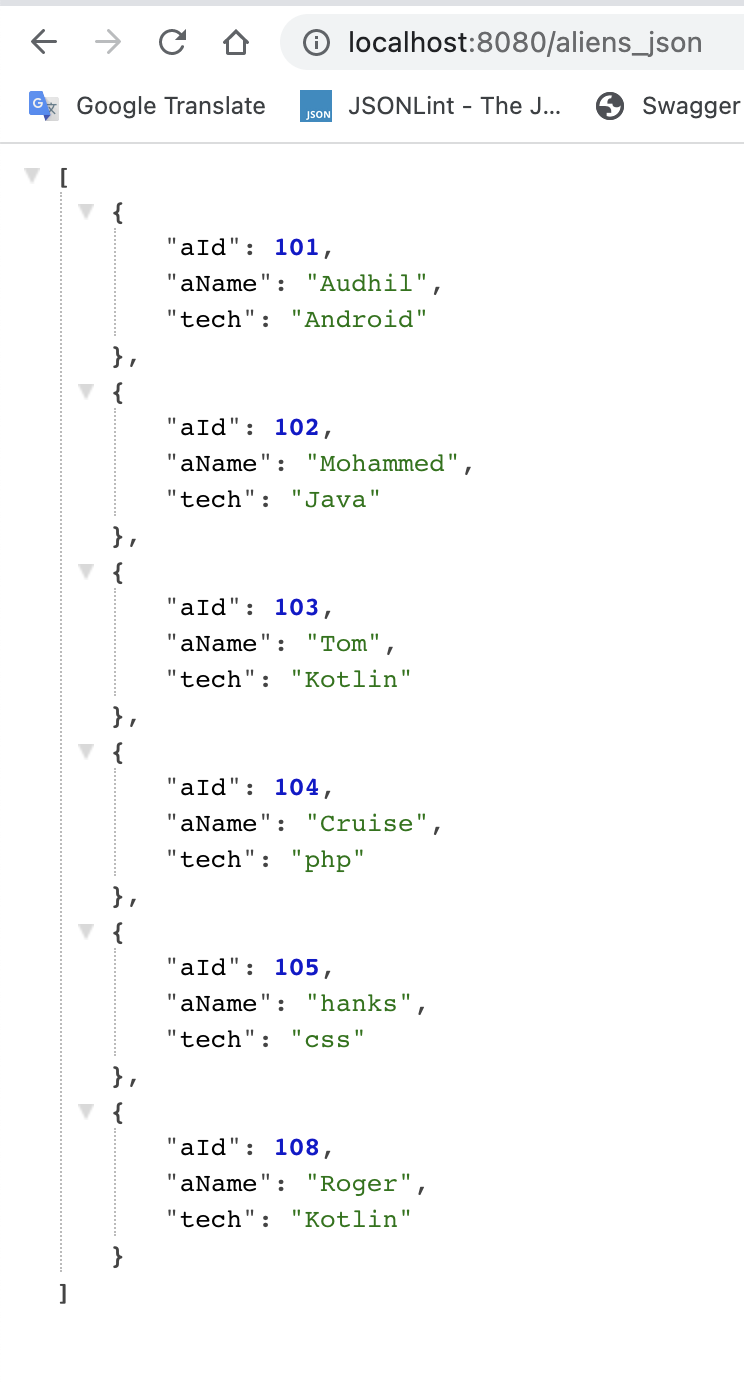 localhost:8080/aliens_json
Google Translate JSON JSONLint - The J... Swagger
[
{
"aId": 101,
"aName": "Audhil",
"tech": "Android"
},
{
"aId": 102,
"aName": "Mohammed",
"tech": "Java"
},
{
"aId": 103,
"aName": "Tom",
"tech": "Kotlin"
},
{
"aId": 104,
"aName": "Cruise",
"tech": "php"
},
{
"aId": 105,
"aName": "hanks",
"tech": "css"
},
{
"aId": 108,
"aName": "Roger",
"tech": "Kotlin"
}
]